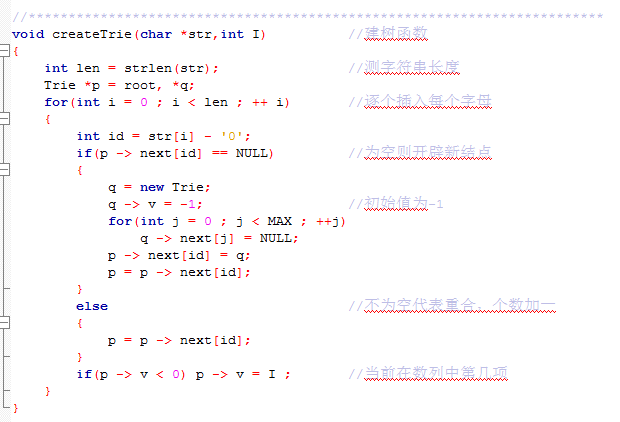 //************************************************************************
void createTrie(char *str,int I)          //建树函数
{
    int len = strlen(str);                //测字符串长度
    Trie *p = root, *q;
    for(int i = 0 ; i < len ; ++ i)       //逐个插入每个字母
    {
        int id = str[i] - '0';
        if(p -> next[id] == NULL)         //为空则开辟新结点
        {
            q = new Trie;
            q -> v = -1;                  //初始值为-1
            for(int j = 0 ; j < MAX ; ++j)
                q -> next[j] = NULL;
            p -> next[id] = q;
            p = p -> next[id];
        }
        else                              //不为空代表重合，个数加一
        {
            p = p -> next[id];
        }
        if(p -> v < 0) p -> v = I ;       //当前在数列中第几项
    }
}